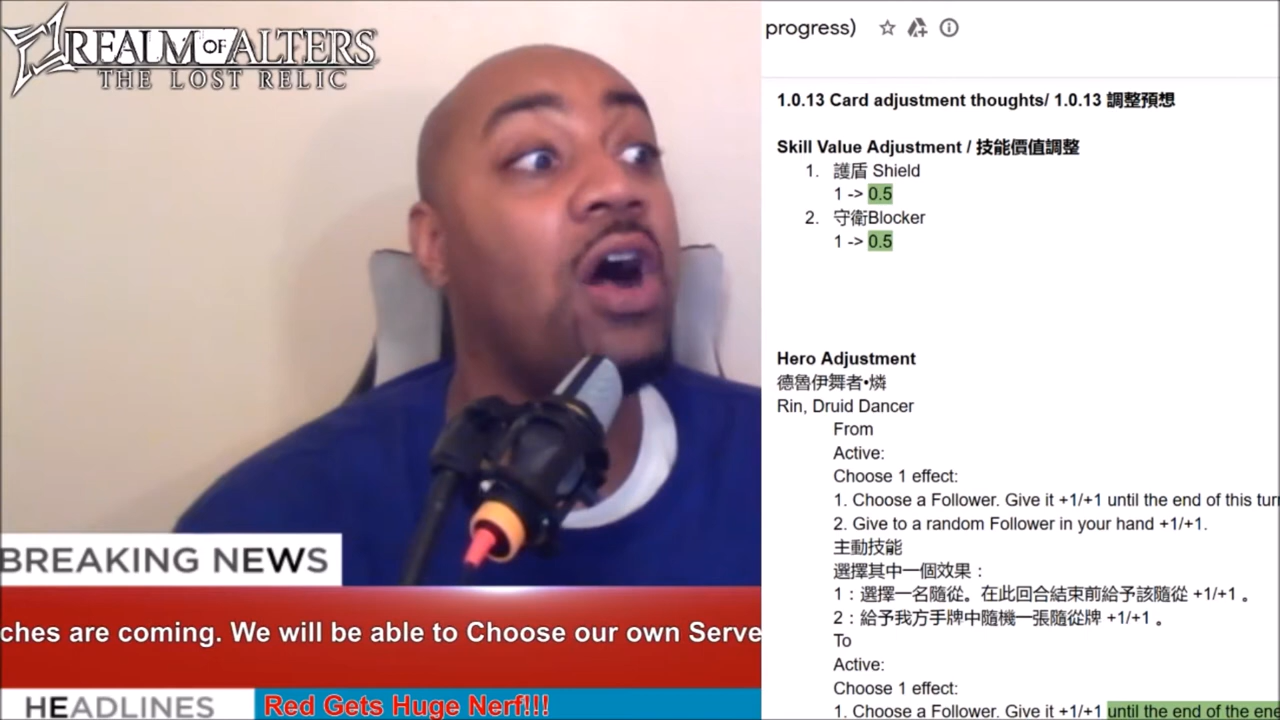 REALM OF ALTERS
THE LOST RELIC
progress)
1.0.13 Card adjustment thoughts/ 1.0.13 調整預想
Skill Value Adjustment / 技能價值調整
1. 護盾 Shield
1 -> 0.5
2. 守衛Blocker
1 -> 0.5
Hero Adjustment
德魯伊舞者•燐
Rin, Druid Dancer
From
Active:
Choose 1 effect:
1. Choose a Follower. Give it +1/+1 until the end of this tur
2. Give to a random Follower in your hand +1/+1.
主動技能
選擇其中一個效果：
1：選擇一名隨從。在此回合結束前給予該隨從 +1/+1 。
2：給予我方手牌中隨機一張隨從牌 +1/+1 。
To
Active:
Choose 1 effect:
1. Choose a Follower. Give it +1/+1 until the end of the ene
BREAKING NEWS
ches are coming. We will be able to Choose our own Serve
HEADLINES
Red Gets Huge Nerf!!!